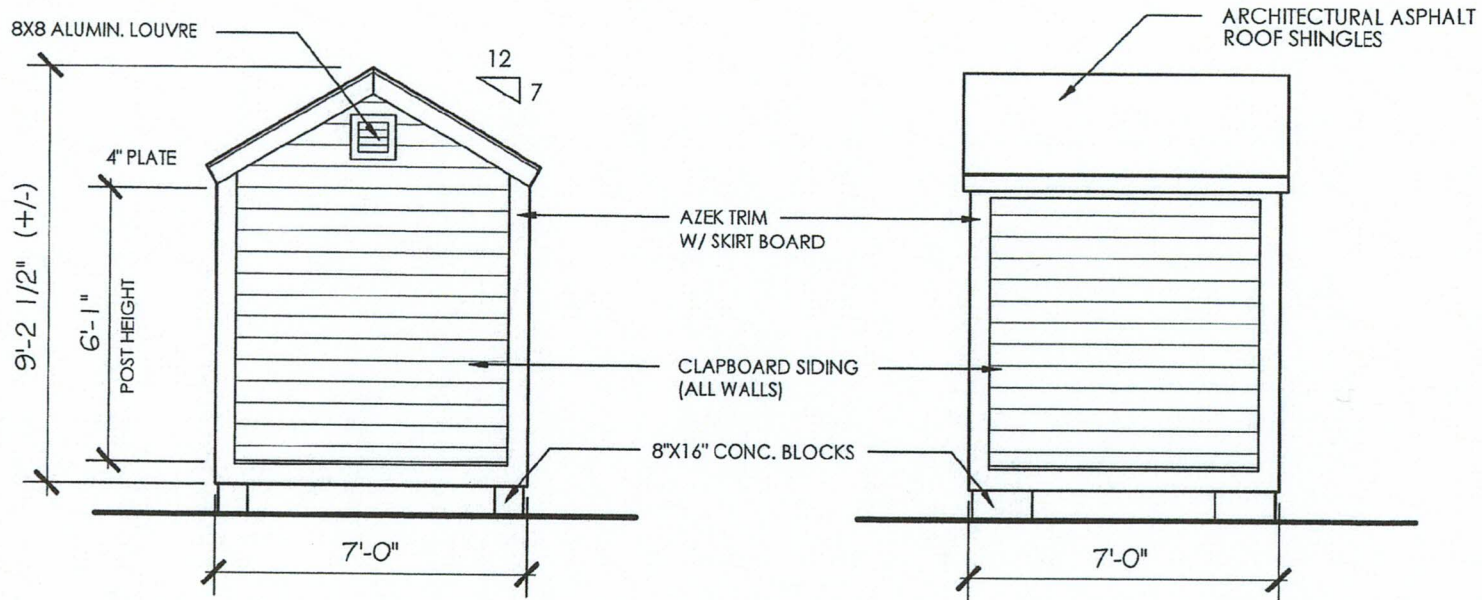 8X8 ALUMIN. LOUVRE
12
7
4" PLATE
9'-2 1/2" (+/-)
6'-1"
POST HEIGHT
7'-0"
AZEK TRIM
W/ SKIRT BOARD
CLAPBOARD SIDING
(ALL WALLS)
8"X16" CONC. BLOCKS
ARCHITECTURAL ASPHALT
ROOF SHINGLES
7'-0"